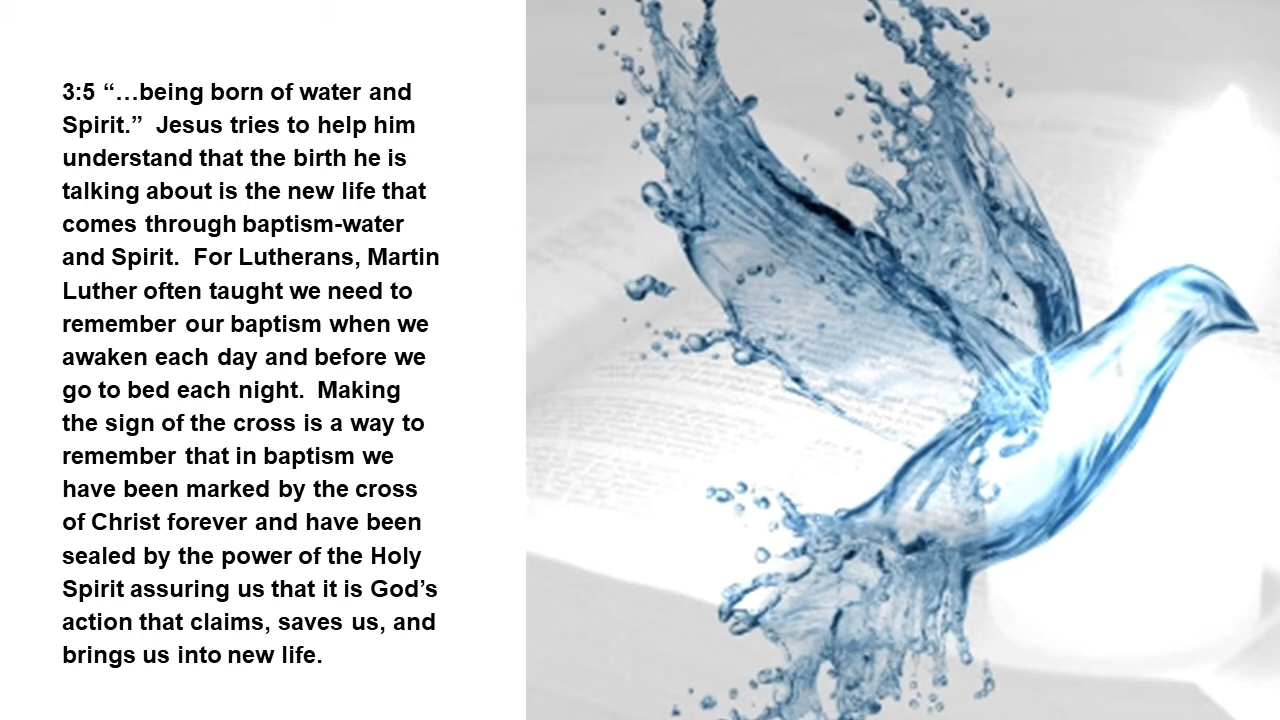 3:5 “…being born of water and
Spirit.”  Jesus tries to help him
understand that the birth he is
talking about is the new life that
comes through baptism-water
and Spirit.  For Lutherans, Martin
Luther often taught we need to
remember our baptism when we
awaken each day and before we
go to bed each night.  Making
the sign of the cross is a way to
remember that in baptism we
have been marked by the cross
of Christ forever and have been
sealed by the power of the Holy
Spirit assuring us that it is God’s
action that claims, saves us, and
brings us into new life.